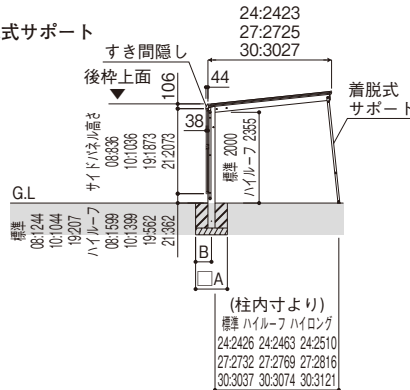 式サポート
24:2423
27:2725
30:3027
すき間隠し
後枠上面
106
44
38
着脱式
サポート
サイドパネル高さ
08:836
10:1036
19:1873
21:2073
標準 2000
ハイルーフ 2355
G.L
標準
08:1244
10:1044
19:207
ハイルーフ
08:1599
10:1399
19:562
21:362
B
□A
(柱内寸より)
標準 ハイルーフ ハイロング
24:2426 24:2463 24:2510
27:2732 27:2769 27:2816
30:3037 30:3074 30:3121